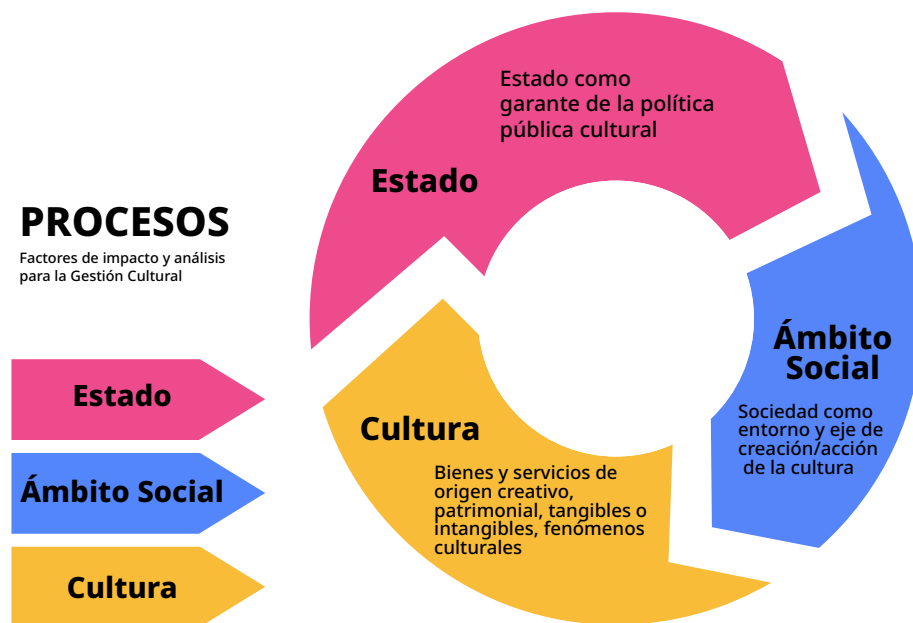 PROCESOS
Factores de impacto y análisis
para la Gestión Cultural
Estado
Ámbito Social
Cultura
Estado como
garante de la política
pública cultural
Estado
Ámbito
Social
Sociedad como
entorno y eje de
creación/acción
de la cultura
Cultura
Bienes y servicios de
origen creativo,
patrimonial, tangibles o
intangibles, fenómenos
culturales